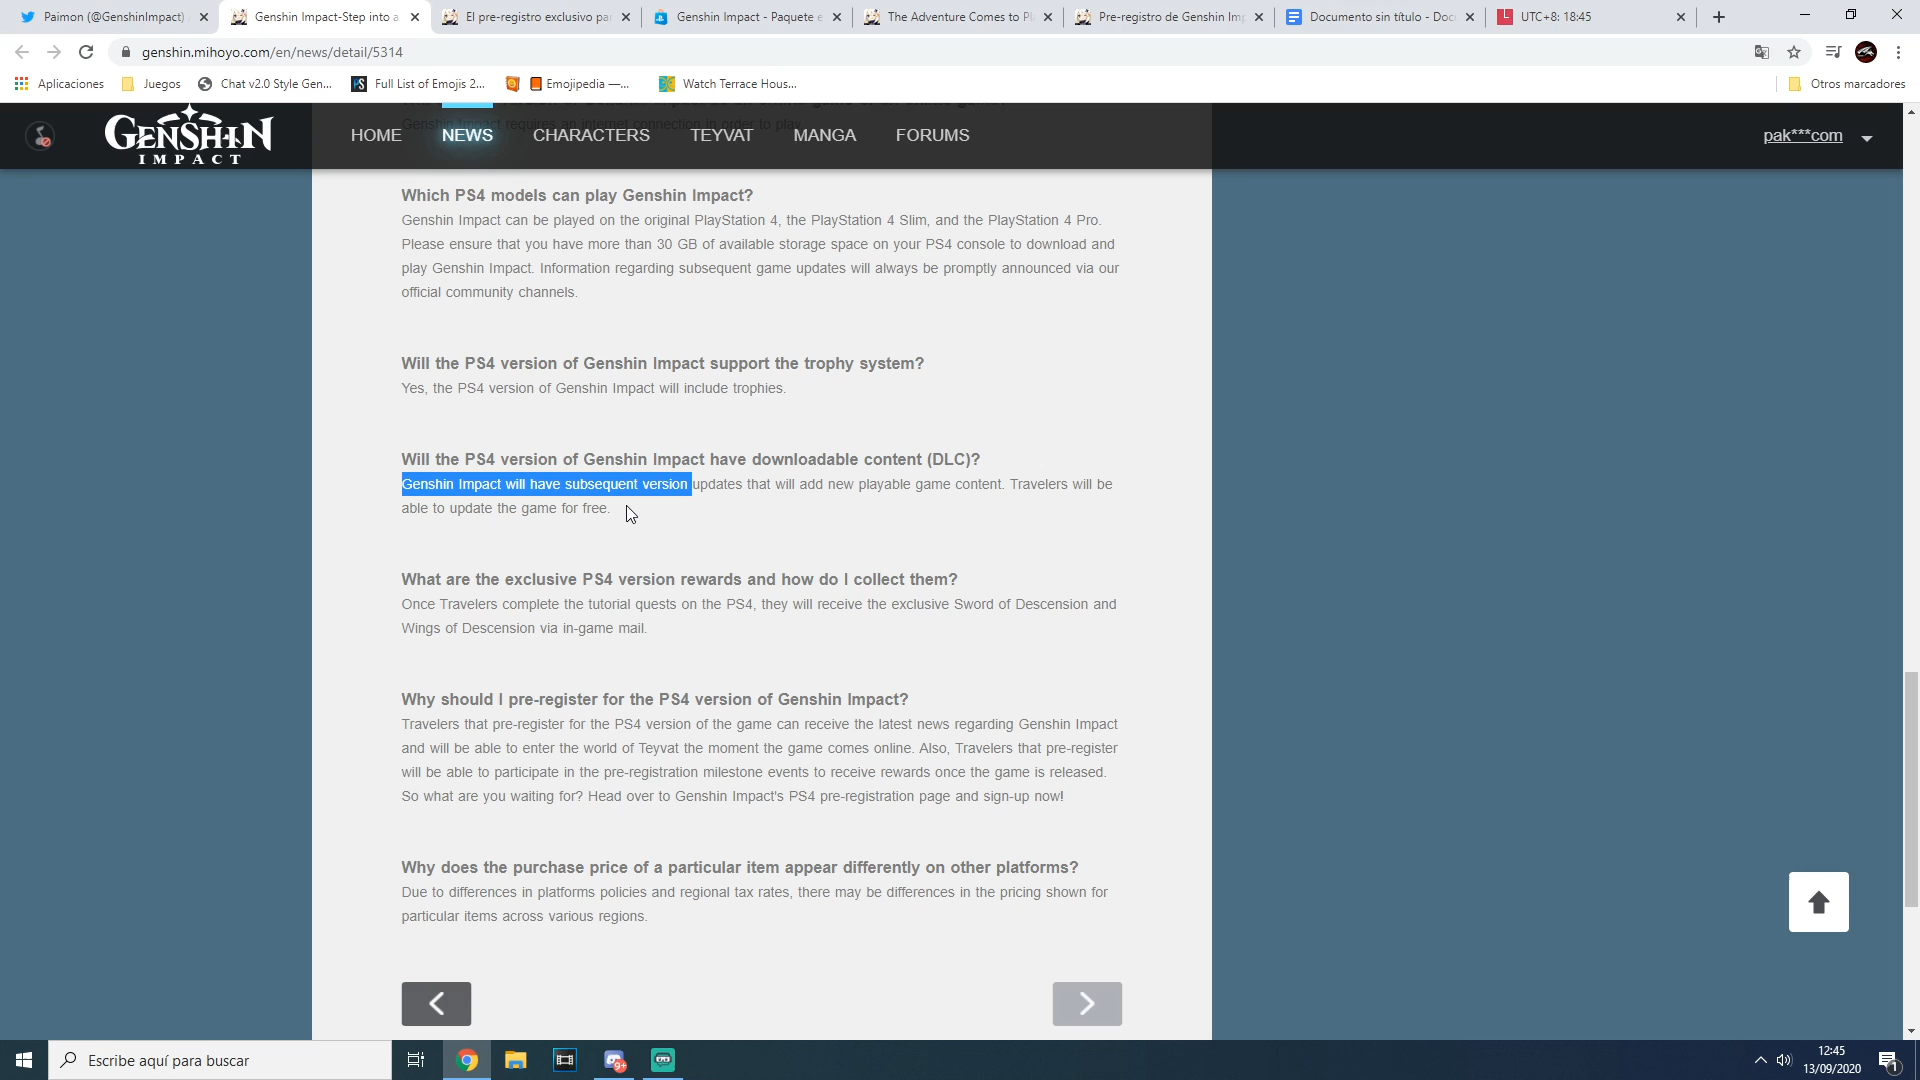 Paimon (@GenshinImpact)
Genshin Impact-Step into a
El pre-registro exclusivo pa
Genshin Impact - Paquete e
The Adventure Comes to P
Pre-registro de Genshin Im
Documento sin título - Doc
UTC+8: 18:45
genshin.mihoyo.com/en/news/detail/5314
Aplicaciones
Juegos
Chat v2.0 Style Gen...
Full List of Emojis 2...
Emojipedia —...
Watch Terrace Hous...
Otros marcadores
Genshin Impact requires an internet connection in order to play
GENSHIN
IMPACT
HOME
NEWS
CHARACTERS
TEYVAT
MANGA
FORUMS
pak***com
Which PS4 models can play Genshin Impact?
Genshin Impact can be played on the original PlayStation 4, the PlayStation 4 Slim, and the PlayStation 4 Pro.
Please ensure that you have more than 30 GB of available storage space on your PS4 console to download and
play Genshin Impact. Information regarding subsequent game updates will always be promptly announced via our
official community channels.
Will the PS4 version of Genshin Impact support the trophy system?
Yes, the PS4 version of Genshin Impact will include trophies.
Will the PS4 version of Genshin Impact have downloadable content (DLC)?
Genshin Impact will have subsequent version updates that will add new playable game content. Travelers will be
able to update the game for free.
What are the exclusive PS4 version rewards and how do I collect them?
Once Travelers complete the tutorial quests on the PS4, they will receive the exclusive Sword of Descension and
Wings of Descension via in-game mail.
Why should I pre-register for the PS4 version of Genshin Impact?
Travelers that pre-register for the PS4 version of the game can receive the latest news regarding Genshin Impact
and will be able to enter the world of Teyvat the moment the game comes online. Also, Travelers that pre-register
will be able to participate in the pre-registration milestone events to receive rewards once the game is released.
So what are you waiting for? Head over to Genshin Impact's PS4 pre-registration page and sign-up now!
Why does the purchase price of a particular item appear differently on other platforms?
Due to differences in platforms policies and regional tax rates, there may be differences in the pricing shown for
particular items across various regions.
Escribe aquí para buscar
9+
12:45
13/09/2020
1